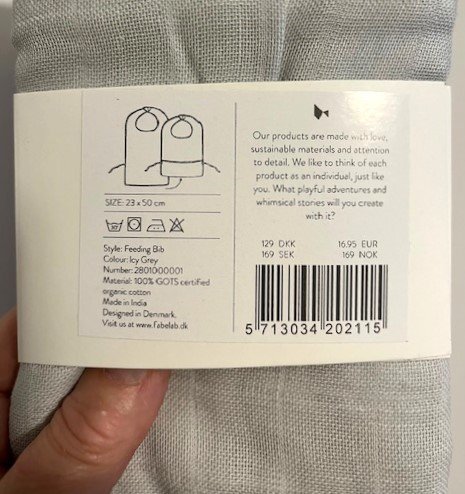 SIZE: 23 x 50 cm
Style: Feeding Bib
Colour: Icy Grey
Number: 2801000001
Material: 100% GOTS certified
organic cotton
Made in India
Designed in Denmark.
Visit us at www.fabelab.dk
Our products are made with love,
sustainable materials and attention
to detail. We like to think of each
product as an individual, just like
you. What playful adventures and
whimsical stories will you create
with it?
129 DKK 16.95 EUR
169 SEK 169 NOK
5 713034 202115